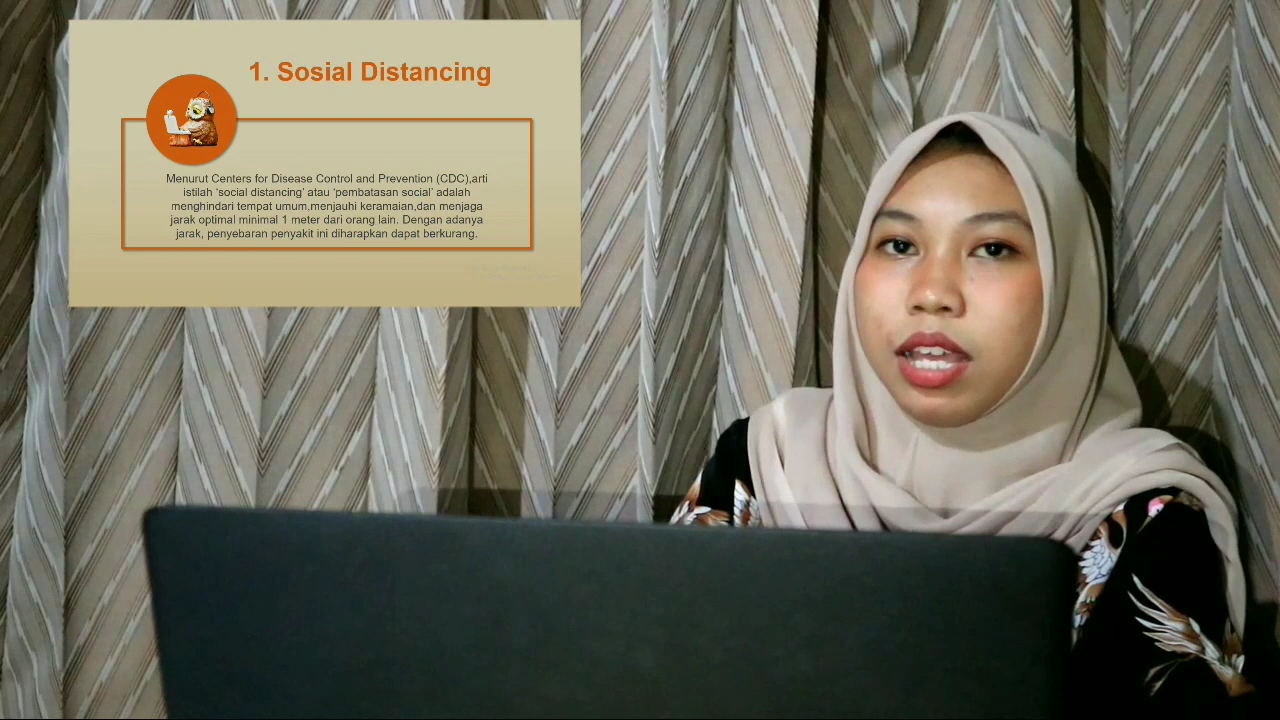 1. Sosial Distancing
Menurut Centers for Disease Control and Prevention (CDC),arti
istilah ‘social distancing’ atau ‘pembatasan social’ adalah
menghindari tempat umum,menjauhi keramaian,dan menjaga
jarak optimal minimal 1 meter dari orang lain. Dengan adanya
jarak, penyebaran penyakit ini diharapkan dapat berkurang.